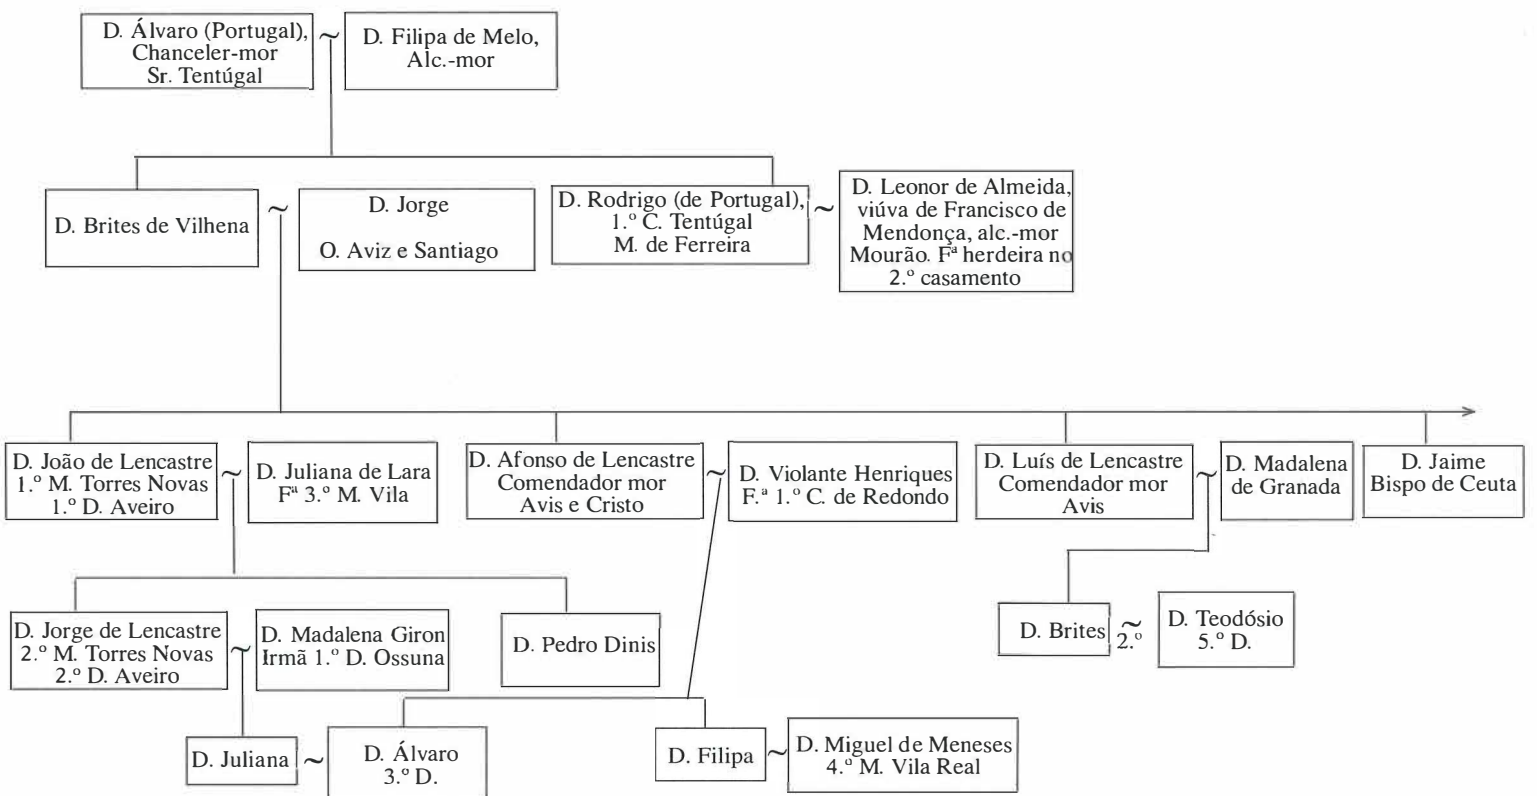 D. Álvaro (Portugal),
Chanceler-mor
Sr. Tentúgal
~
D. Filipa de Melo,
Alc.-mor
D. Brites de Vilhena
~
D. Jorge
O. Aviz e Santiago
D. Rodrigo (de Portugal),
1.º C. Tentúgal
M. de Ferreira
~
D. Leonor de Almeida,
viúva de Francisco de
Mendonça, alc.-mor
Mourão. Fª herdeira no
2.º casamento
D. João de Lencastre
1.º M. Torres Novas
1.º D. Aveiro
~
D. Juliana de Lara
Fª 3.º M. Vila
D. Afonso de Lencastre
Comendador mor
Avis e Cristo
~
D. Violante Henriques
F.ª 1.º C. de Redondo
D. Luís de Lencastre
Comendador mor
Avis
~
D. Madalena
de Granada
D. Jaime
Bispo de Ceuta
D. Jorge de Lencastre
2.º M. Torres Novas
2.º D. Aveiro
~
D. Madalena Giron
Irmã 1.º D. Ossuna
D. Pedro Dinis
D. Brites
~
2.º
D. Teodósio
5.º D.
D. Juliana
~
D. Álvaro
3.º D.
D. Filipa
~
D. Miguel de Meneses
4.º M. Vila Real